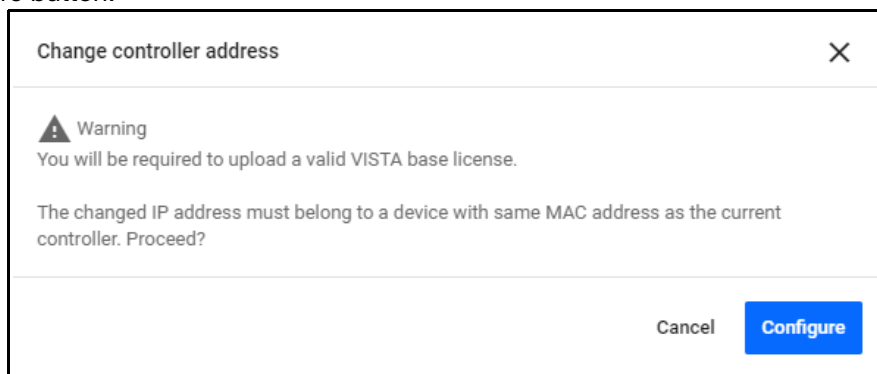 button.
Change controller address
Warning
You will be required to upload a valid VISTA base license.
The changed IP address must belong to a device with same MAC address as the current
controller. Proceed?
Cancel Configure